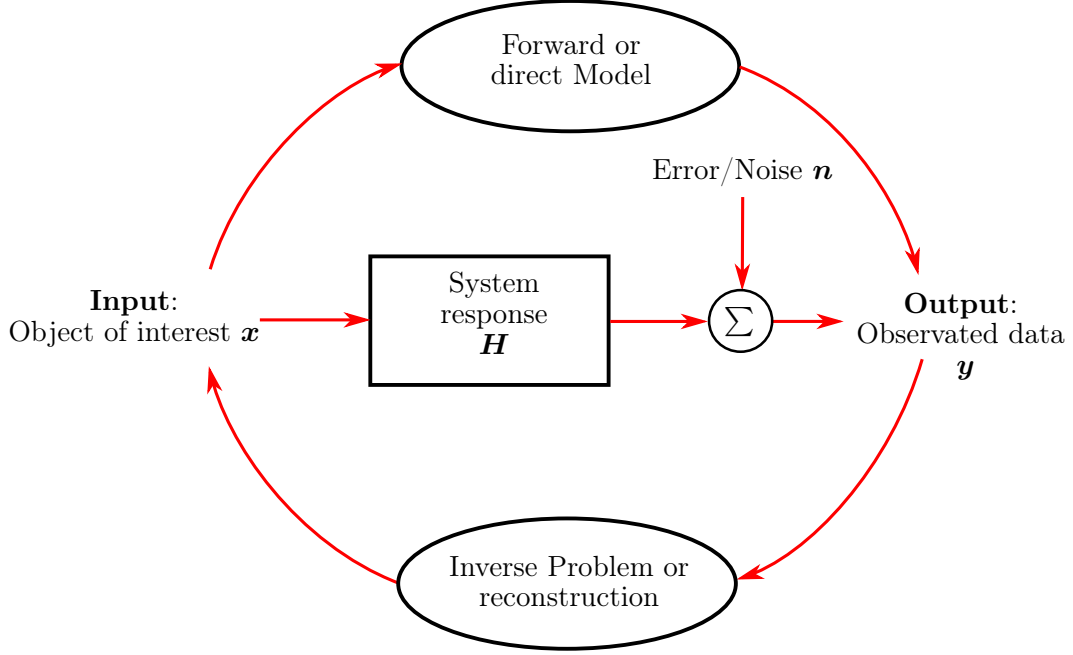 Forward or
direct Model
Error/Noise n
System
response
H
∑
Input:
Object of interest x
Output:
Observated data
y
Inverse Problem or
reconstruction